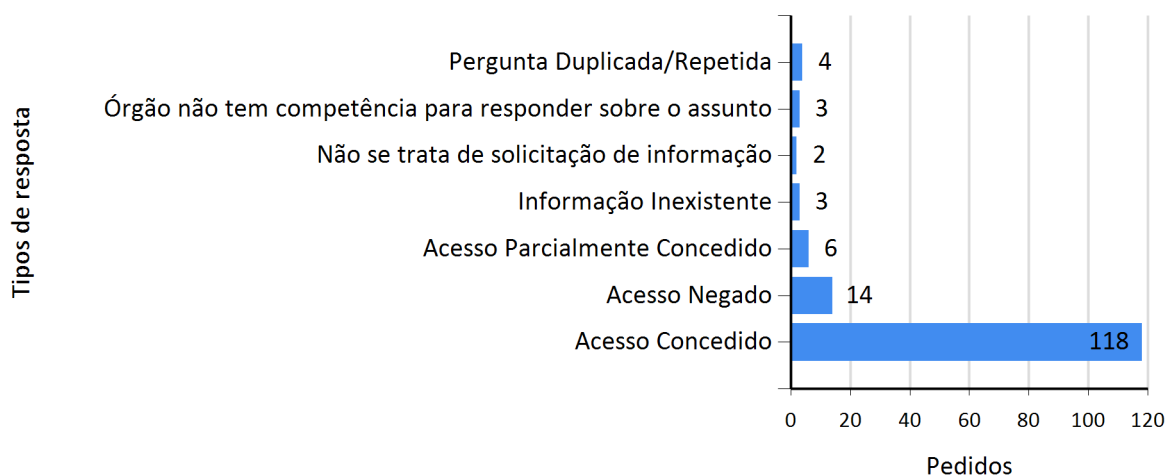 Tipos de resposta
Pergunta Duplicada/Repetida 4
Órgão não tem competência para responder sobre o assunto 3
Não se trata de solicitação de informação 2
Informação Inexistente 3
Acesso Parcialmente Concedido 6
Acesso Negado 14
Acesso Concedido 118
0 20 40 60 80 100 120
Pedidos